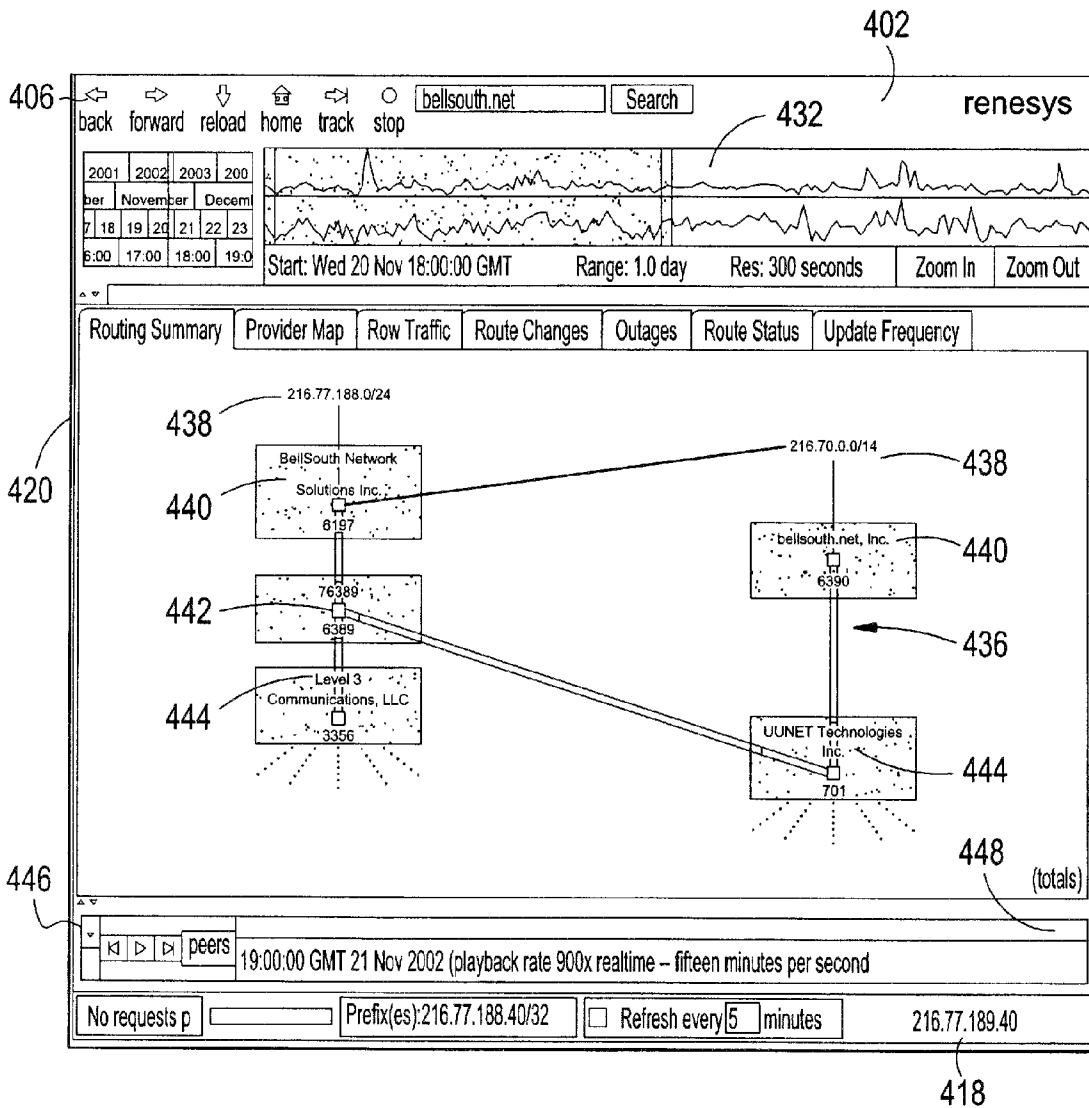 402
406
back forward reload home track stop
bellsouth.net Search
renesys
432
2001 2002 2003 200
ber November Decemb
7 18 19 20 21 22 23
6:00 17:00 18:00 19:0
Start: Wed 20 Nov 18:00:00 GMT Range: 1.0 day Res: 300 seconds Zoom In Zoom Out
Routing Summary Provider Map Row Traffic Route Changes Outages Route Status Update Frequency
420
438 216.77.188.0/24
216.70.0.0/14 438
440 BellSouth Network
Solutions Inc.
6197
bellsouth.net, Inc. 440
6390
442 76389
6389
436
444 Level 3
Communications, LLC
3356
UUNET Technologies
Inc. 444
701
446
448
(totals)
peers
19:00:00 GMT 21 Nov 2002 (playback rate 900x realtime – fifteen minutes per second
No requests p Prefix(es):216.77.188.40/32 Refresh every 5 minutes 216.77.189.40
418